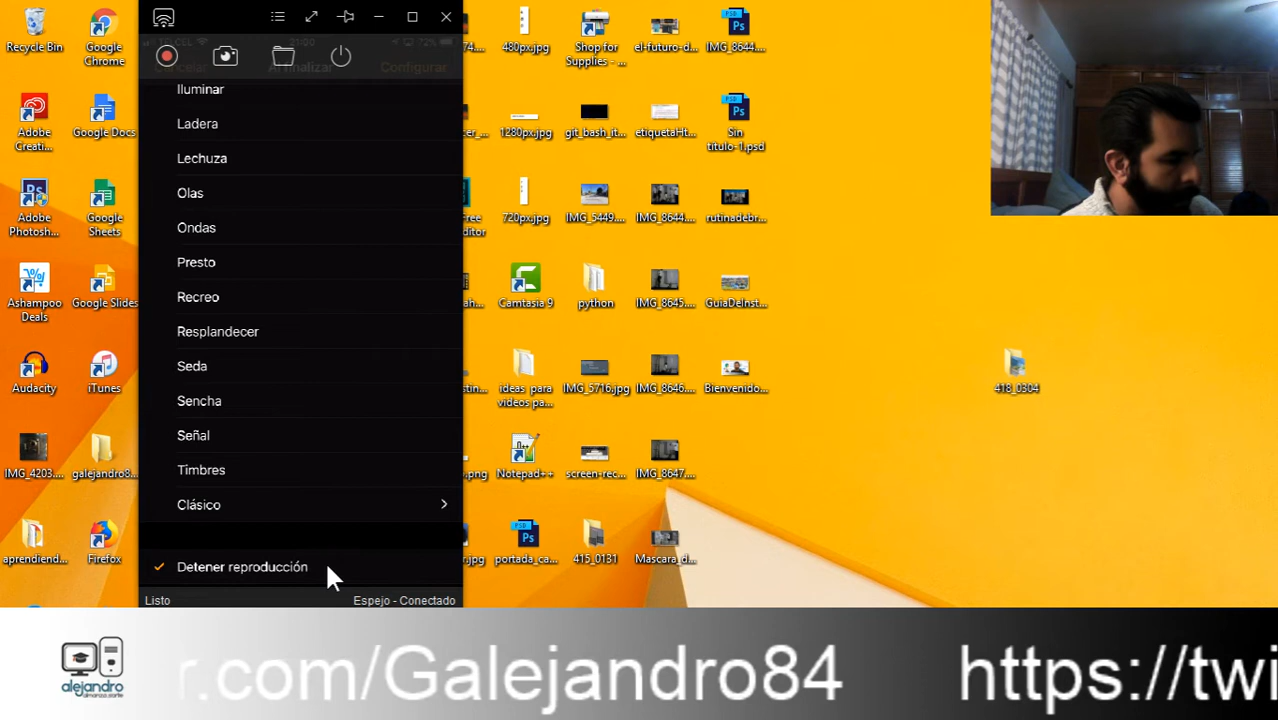 Recycle Bin
Google Chrome
Adobe Creati...
Google Docs
Adobe Photosh...
Google Sheets
Ashampoo Deals
Google Slides
Audacity
iTunes
IMG_4203....
galejandro8...
aprendiend...
Firefox
Cancelar
Al finalizar
Configurar
Iluminar
Ladera
Lechuza
Olas
Ondas
Presto
Recreo
Resplandecer
Seda
Sencha
Señal
Timbres
Clásico
Detener reproducción
Listo
Espejo - Conectado
480px.jpg
Shop for Supplies - ...
el-futuro-d...
IMG_8644....
1280px.jpg
git_bash_it...
etiquetaHt...
Sin titulo-1.psd
720px.jpg
IMG_5449....
IMG_8644....
rutinadebr...
Camtasia 9
python
IMG_8645....
GuiaDeInst...
ideas para videos pa...
IMG_5716.jpg
IMG_8646....
Bienvenido...
Notepad++
screen-rec...
IMG_8647....
portada_ca...
415_0131
Mascara_d...
418_0304
alejandro
r.com/Galejandro84
https://twi